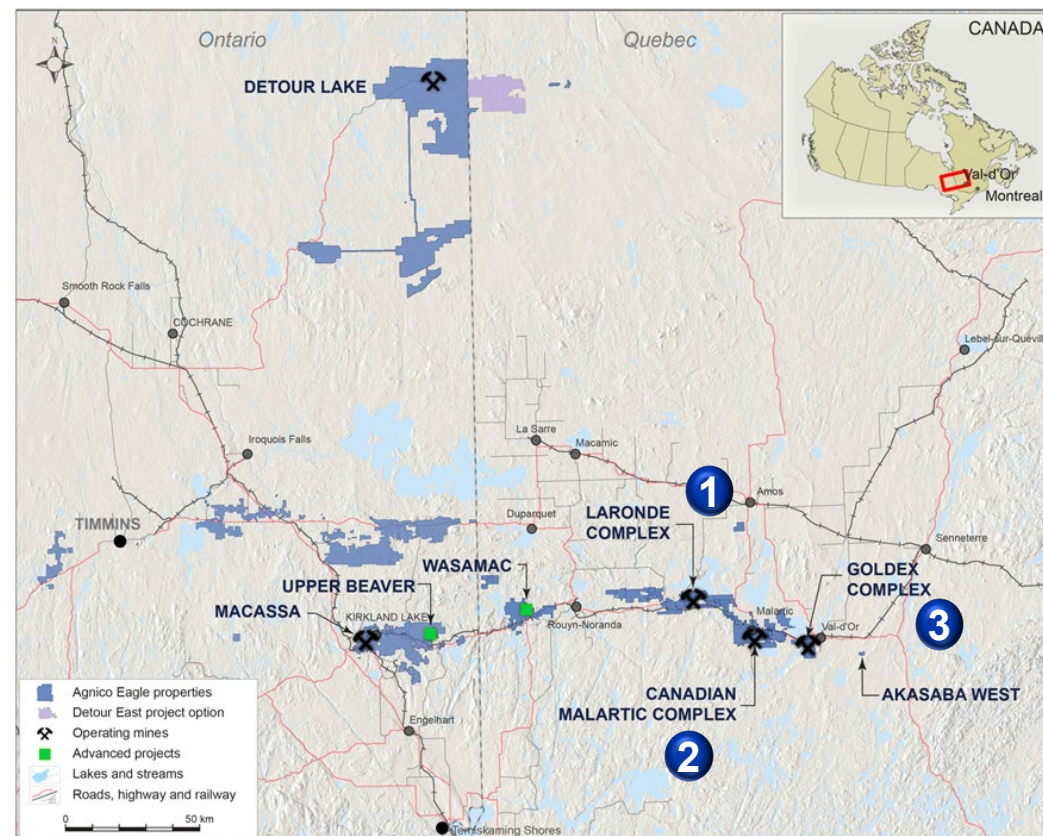 Ontario
Quebec
CANADA
Val-d'Or
Montreal
N
DETOUR LAKE
Smooth Rock Falls
COCHRANE
Lebel-sur-Quévill
Iroquois Falls
La Sarre
Macamic
1
Amos
TIMMINS
Duparquet
LARONDE
COMPLEX
Senneterre
WASAMAC
GOLDEX
COMPLEX
UPPER BEAVER
MACASSA
KIRKLAND LAKE
Rouyn-Noranda
Malartic
Val-d'Or
3
CANADIAN
MALARTIC COMPLEX
AKASABA WEST
2
Engelhart
Temiskaming Shores
Agnico Eagle properties
Detour East project option
Operating mines
Advanced projects
Lakes and streams
Roads, highway and railway
0 50 km